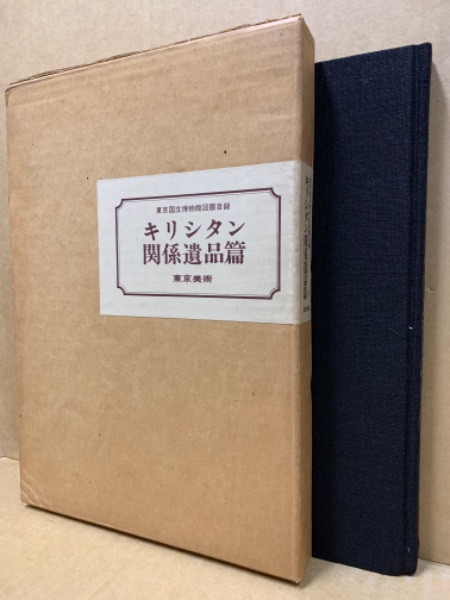 東京国立博物館図版目録
キリシタン
関係遺品篇
東京美術